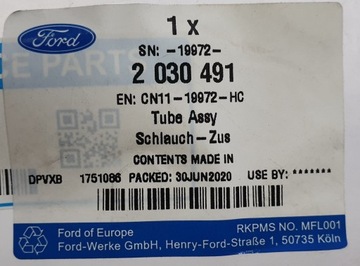 Ford
1 x
SN: -19972-
2 030 491
EN: CN11-19972-HC
Tube Assy
Schlauch-Zus
CONTENTS MADE IN
DPVXB 1751086 PACKED: 30JUN2020 USE BY: *******
Ford of Europe RKPMS NO. MFL001
Ford-Werke GmbH, Henry-Ford-Straße 1, 50735 Köln